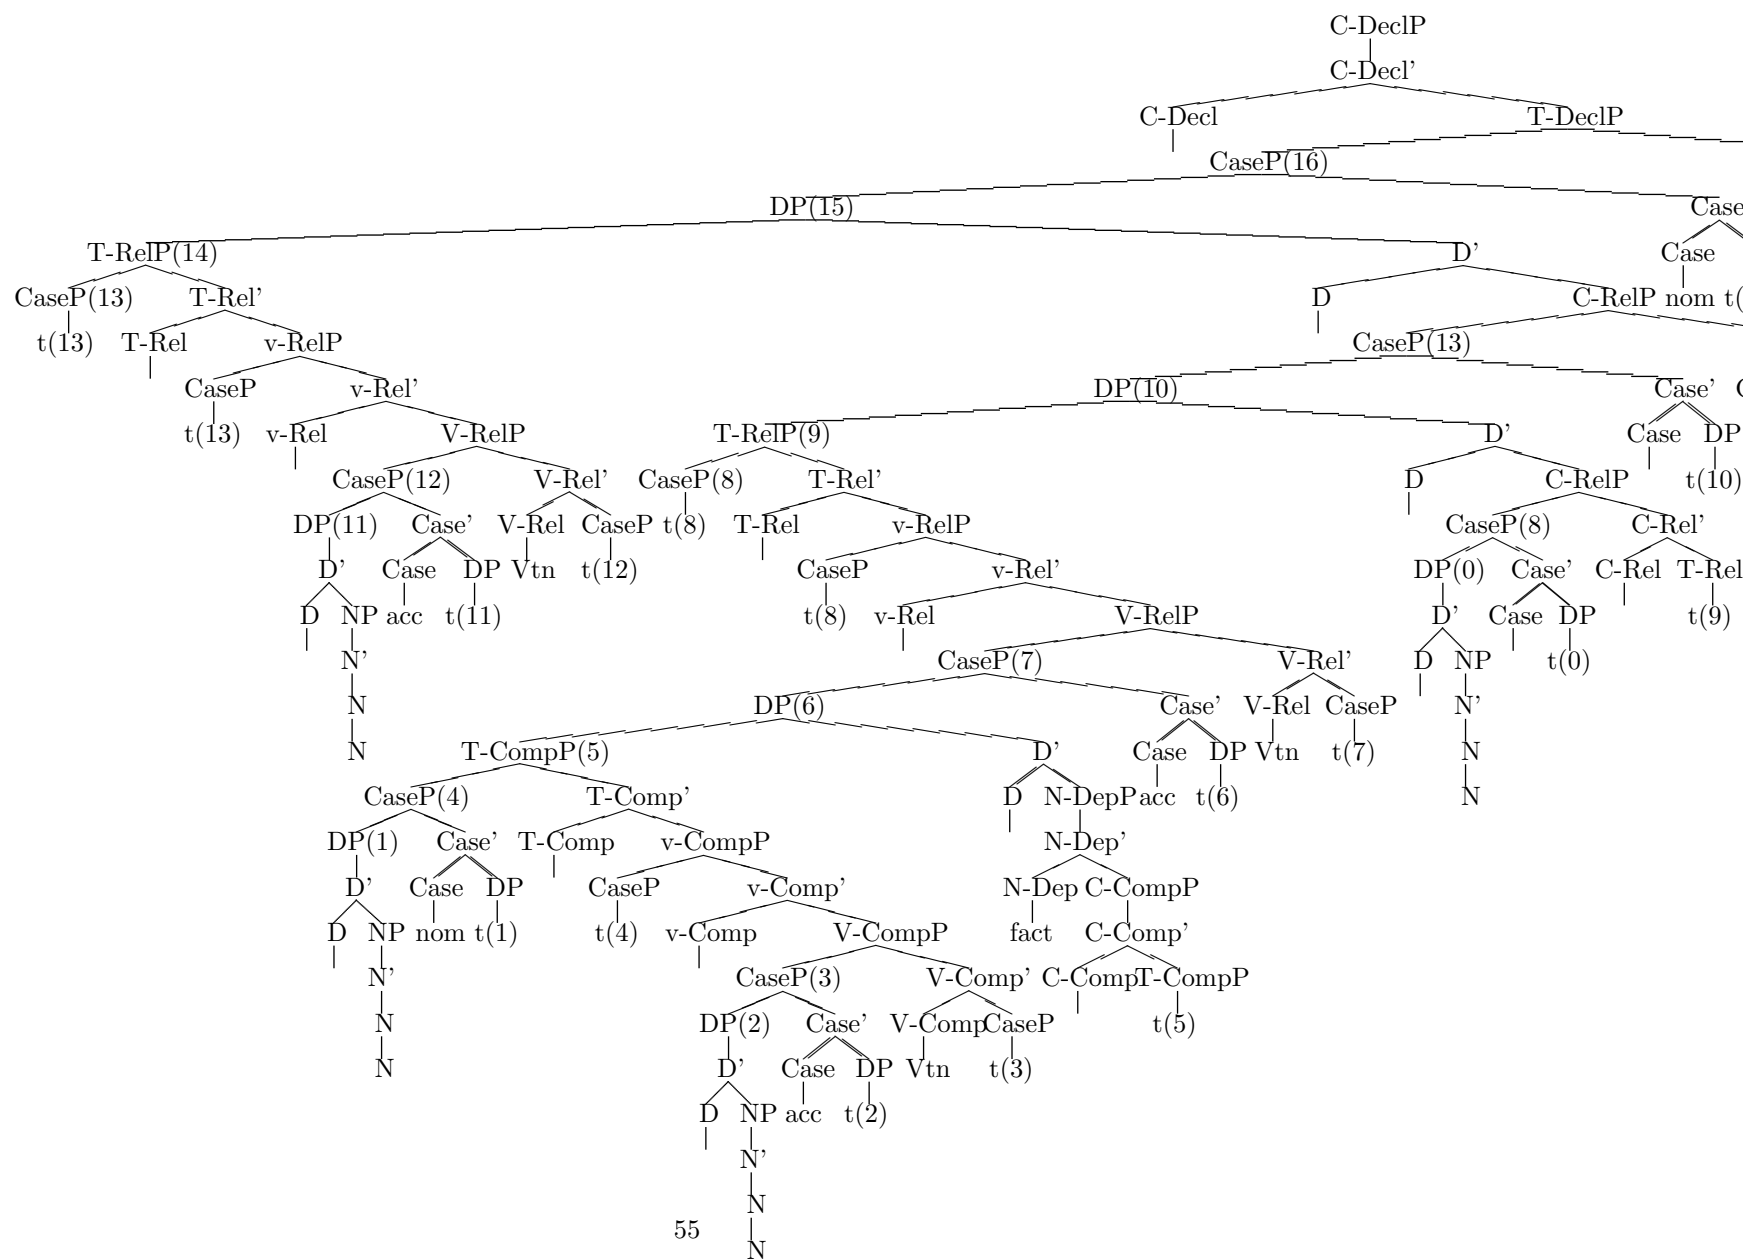 C-DeclP
C-Decl’
C-Decl T-DeclP
CaseP(16)
DP(15) Case
T-RelP(14) D’ Case
CaseP(13) T-Rel’ D C-RelP nom t(
t(13) T-Rel v-RelP CaseP(13)
CaseP v-Rel’ DP(10) Case’
t(13) v-Rel V-RelP T-RelP(9) D’ Case DP
CaseP(12) V-Rel’ CaseP(8) T-Rel’ D C-RelP t(10)
DP(11) Case’ V-Rel CaseP t(8) T-Rel v-RelP CaseP(8) C-Rel’
D’ Case DP Vtn t(12) CaseP v-Rel’ DP(0) Case’ C-Rel T-Rel
D NP acc t(11) t(8) v-Rel V-RelP D’ Case DP t(9)
N’ CaseP(7) V-Rel’ D NP t(0)
N DP(6) Case’ V-Rel CaseP N’
N T-CompP(5) D’ Case DP Vtn t(7) N
CaseP(4) T-Comp’ D N-DepP acc t(6) N
DP(1) Case’ T-Comp v-CompP N-Dep’
D’ Case DP CaseP v-Comp’ N-Dep C-CompP
D NP nom t(1) t(4) v-Comp V-CompP fact C-Comp’
N’ CaseP(3) V-Comp’ C-Comp T-CompP
N DP(2) Case’ V-Comp CaseP t(5)
N D’ Case DP Vtn t(3)
D NP acc t(2)
N’
N
55
N